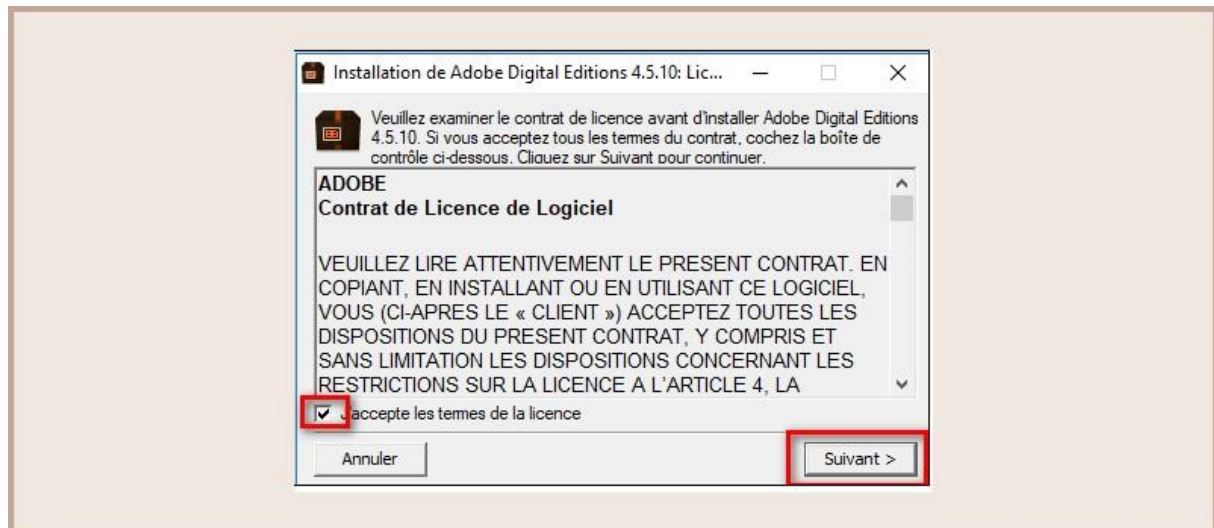 Installation de Adobe Digital Editions 4.5.10: Lic...
Veuillez examiner le contrat de licence avant d'installer Adobe Digital Editions
4.5.10. Si vous acceptez tous les termes du contrat, cochez la boîte de
contrôle ci-dessous. Cliquez sur Suivant pour continuer.
ADOBE
Contrat de Licence de Logiciel
VEUILLEZ LIRE ATTENTIVEMENT LE PRESENT CONTRAT. EN
COPIANT, EN INSTALLANT OU EN UTILISANT CE LOGICIEL,
VOUS (CI-APRES LE « CLIENT ») ACCEPTEZ TOUTES LES
DISPOSITIONS DU PRESENT CONTRAT, Y COMPRIS ET
SANS LIMITATION LES DISPOSITIONS CONCERNANT LES
RESTRICTIONS SUR LA LICENCE A L'ARTICLE 4, LA
J'accepte les termes de la licence
Annuler
Suivant >